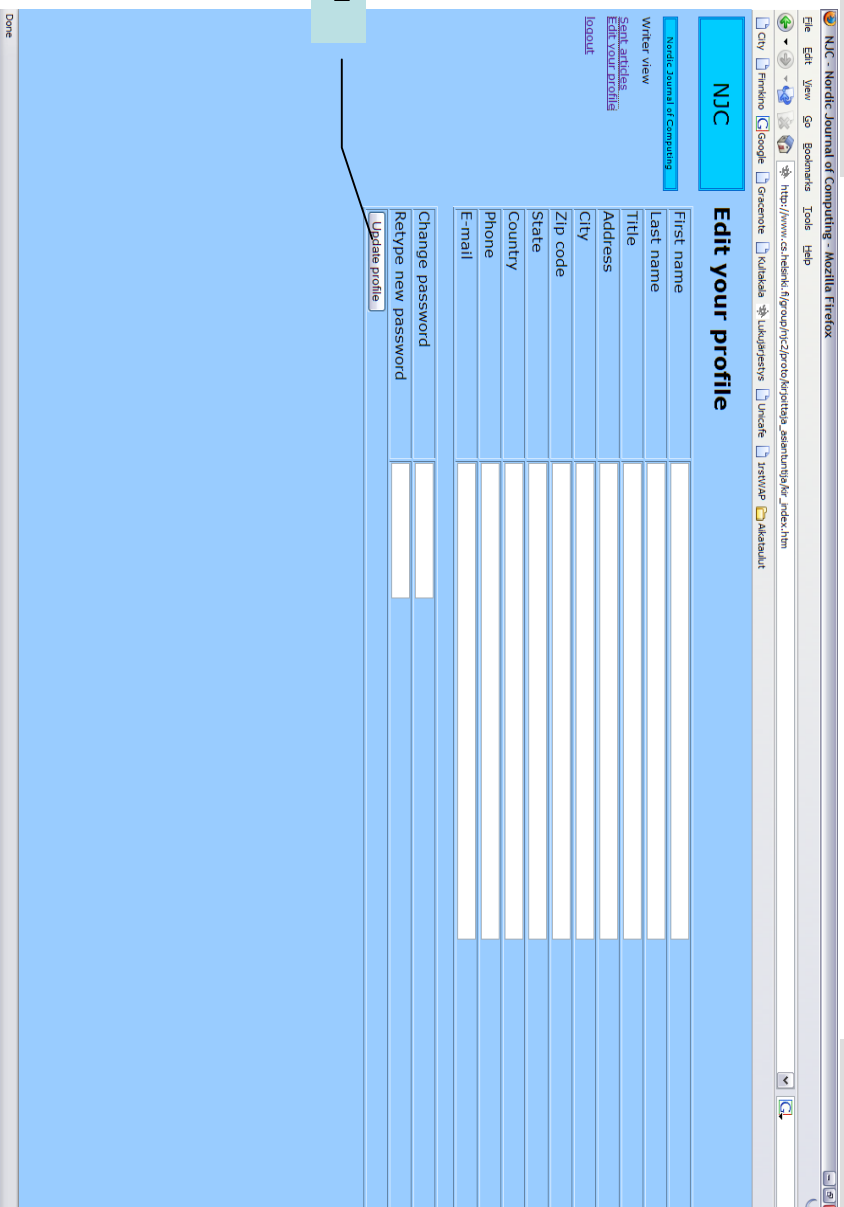 NJC - Nordic Journal of Computing - Mozilla Firefox
File Edit View Go Bookmarks Tools Help
http://www.cs.helsinki.fi/group/njc2/proto/kirjoittaja_asiantuntija/kir_index.htm
City Finnkino Google Gracenote Kultakala Lukujärjestys Unicafe 1rstWAP Aikataulut
NJC
Nordic Journal of Computing
Writer view
Sent articles
Edit your profile
logout
Edit your profile
First name
Last name
Title
Address
City
Zip code
State
Country
Phone
E-mail
Change password
Retype new password
Update profile
Done